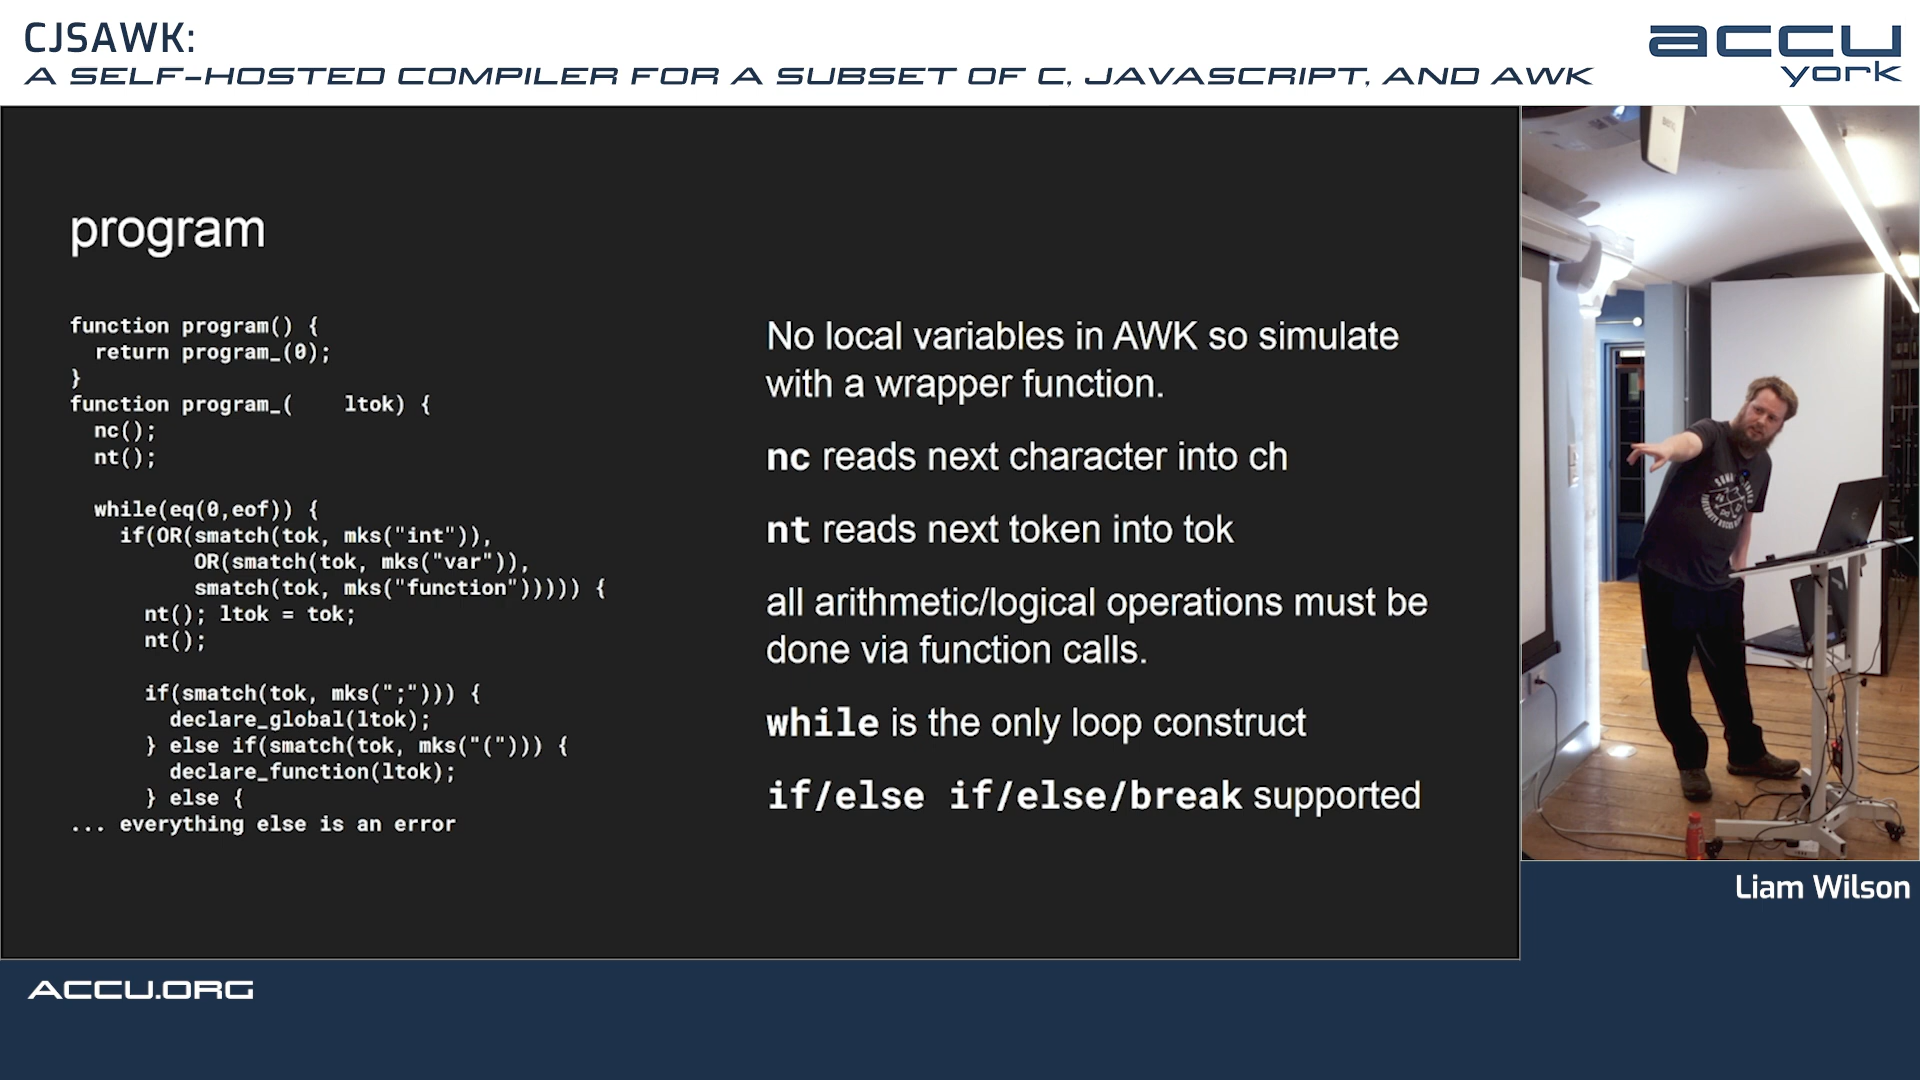 CJSAWK:
A SELF-HOSTED COMPILER FOR A SUBSET OF C, JAVASCRIPT, AND AWK
accu
york
program
function program() {
  return program_(0);
}
function program_(    ltok) {
  nc();
  nt();
  while(eq(0,eof)) {
    if(OR(smatch(tok, mks("int")),
          OR(smatch(tok, mks("var")),
          smatch(tok, mks("function"))))) {
      nt(); ltok = tok;
      nt();
      if(smatch(tok, mks(";"))) {
        declare_global(ltok);
      } else if(smatch(tok, mks("("))) {
        declare_function(ltok);
      } else {
... everything else is an error
No local variables in AWK so simulate
with a wrapper function.
nc reads next character into ch
nt reads next token into tok
all arithmetic/logical operations must be
done via function calls.
while is the only loop construct
if/else if/else/break supported
Liam Wilson
ACCU.ORG